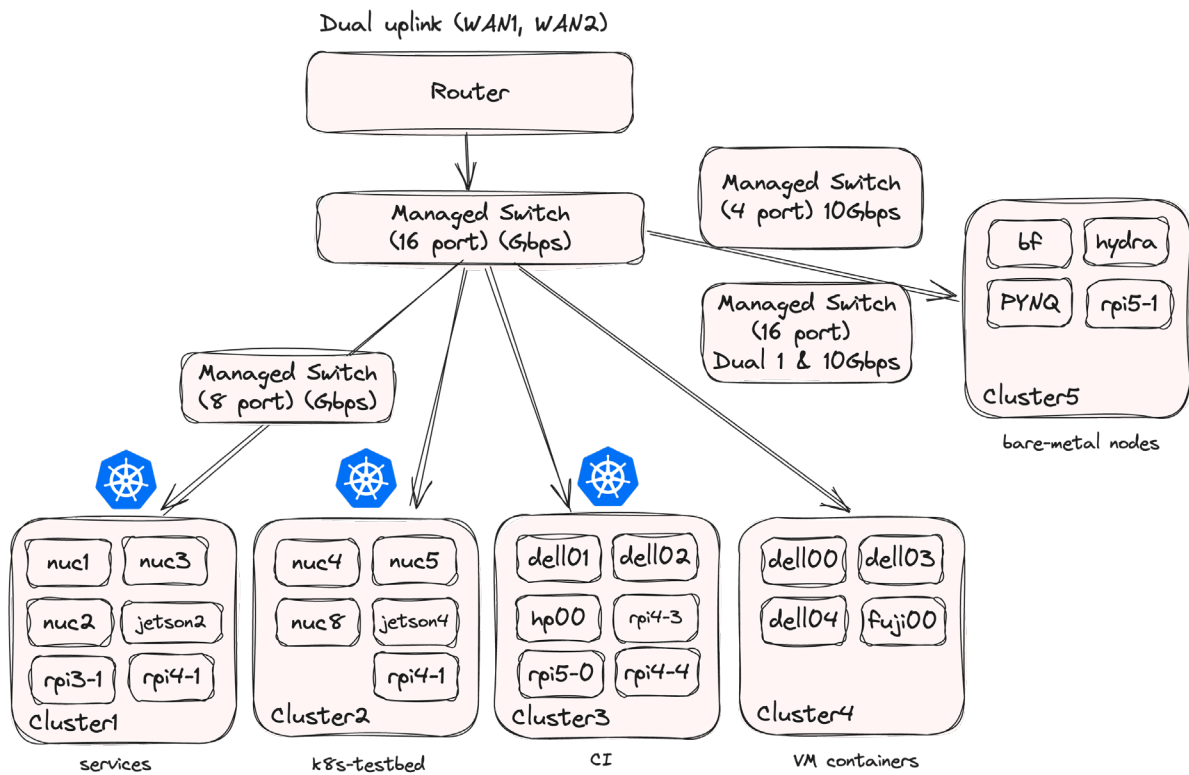 Dual uplink (WAN1, WAN2)
Router
Managed Switch
(16 port) (Gbps)
Managed Switch
(4 port) 10Gbps
Managed Switch
(16 port)
Dual 1 & 10Gbps
bf
hydra
PYNQ
rpi5-1
Cluster5
bare-metal nodes
Managed Switch
(8 port) (Gbps)
nuc1
nuc3
nuc2
jetson2
rpi3-1
rpi4-1
Cluster1
services
nuc4
nuc5
nuc8
jetson4
rpi4-1
Cluster2
k8s-testbed
dell01
dell02
hp00
rpi4-3
rpi5-0
rpi4-4
Cluster3
CI
dell00
dell03
dell04
fuji00
Cluster4
VM containers